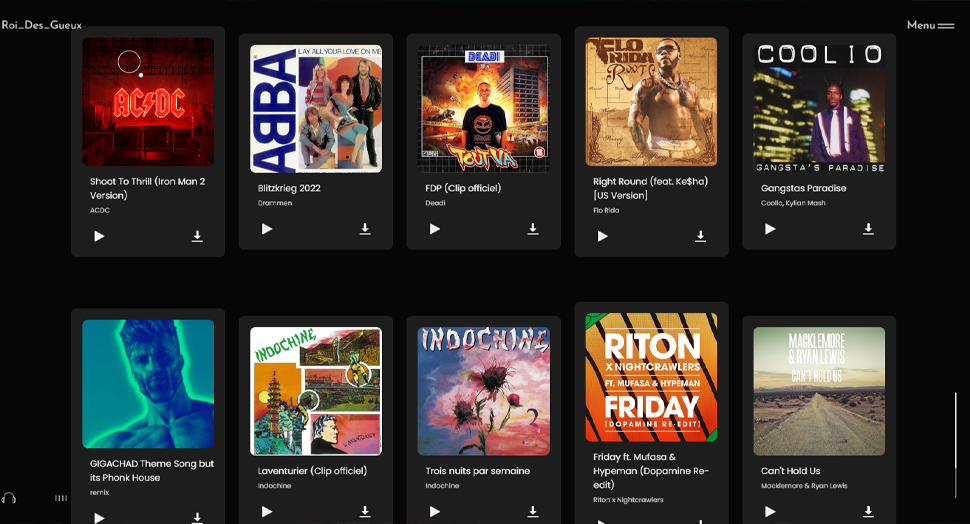 Roi_Des_Gueux
Menu
AC/DC
LAY ALL YOUR LOVE ON ME
ABBA
DEADI
TOUT VA
FLO
RIDA
ROOTS
COOLIO
GANGSTA'S PARADISE
Shoot To Thrill (Iron Man 2
Version)
ACDC
Blitzkrieg 2022
Drammen
FDP (Clip officiel)
Deadi
Right Round (feat. Ke$ha)
[US Version]
Flo Rida
Gangstas Paradise
Coolio, Kylian Mash
INDOCHINE
L'AVENTURIER
INDOCHINE
RITON
X NIGHTCRAWLERS
FT. MUFASA & HYPEMAN
FRIDAY
[DOPAMINE RE-EDIT]
MACKLEMORE
& RYAN LEWIS
CAN'T HOLD US
GIGACHAD Theme Song but
its Phonk House
remix
Laventurier (Clip officiel)
Indochine
Trois nuits par semaine
Indochine
Friday ft. Mufasa &
Hypeman (Dopamine Re-
edit)
Riton x Nightcrawlers
Can't Hold Us
Macklemore & Ryan Lewis